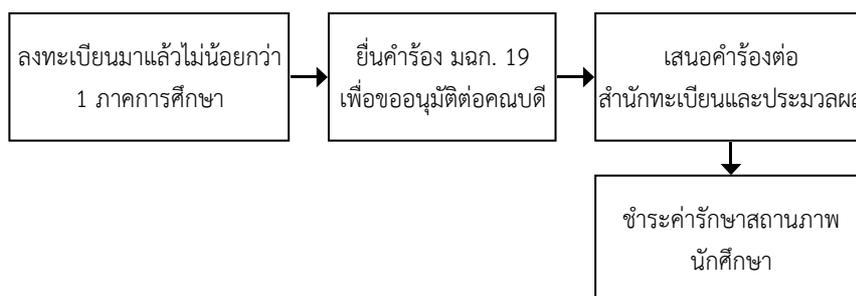 ลงทะเบียนมาแล้วไม่น้อยกว่า
1 ภาคการศึกษา
ยื่นคำร้อง มฉก. 19
เพื่อขออนุมัติต่อคณบดี
เสนอคำร้องต่อ
สำนักทะเบียนและประมวลผล
ชำระค่ารักษาสถานภาพ
นักศึกษา